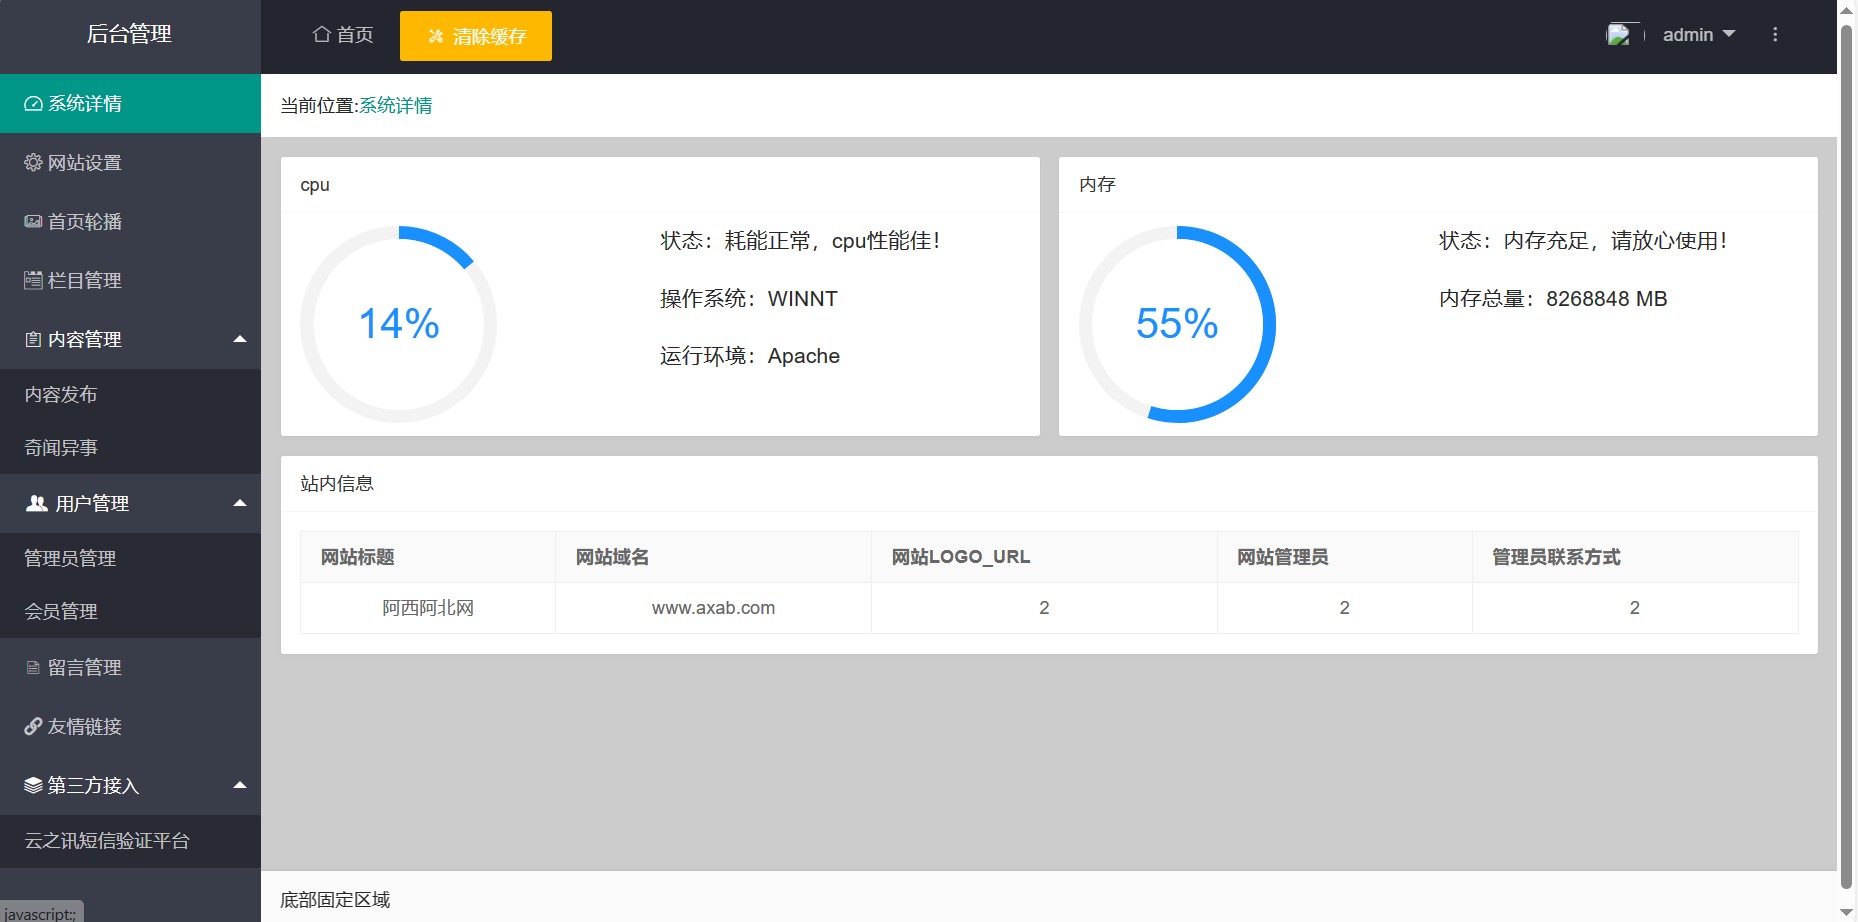 后台管理
首页
清除缓存
admin
系统详情
网站设置
首页轮播
栏目管理
内容管理
内容发布
奇闻异事
用户管理
管理员管理
会员管理
留言管理
友情链接
第三方接入
云之讯短信验证平台
javascript:;
当前位置:系统详情
cpu
14%
状态：耗能正常，cpu性能佳！
操作系统：WINNT
运行环境：Apache
内存
55%
状态：内存充足，请放心使用！
内存总量：8268848 MB
站内信息
网站标题 网站域名 网站LOGO_URL 网站管理员 管理员联系方式
阿西阿北网 www.axab.com 2 2 2
底部固定区域